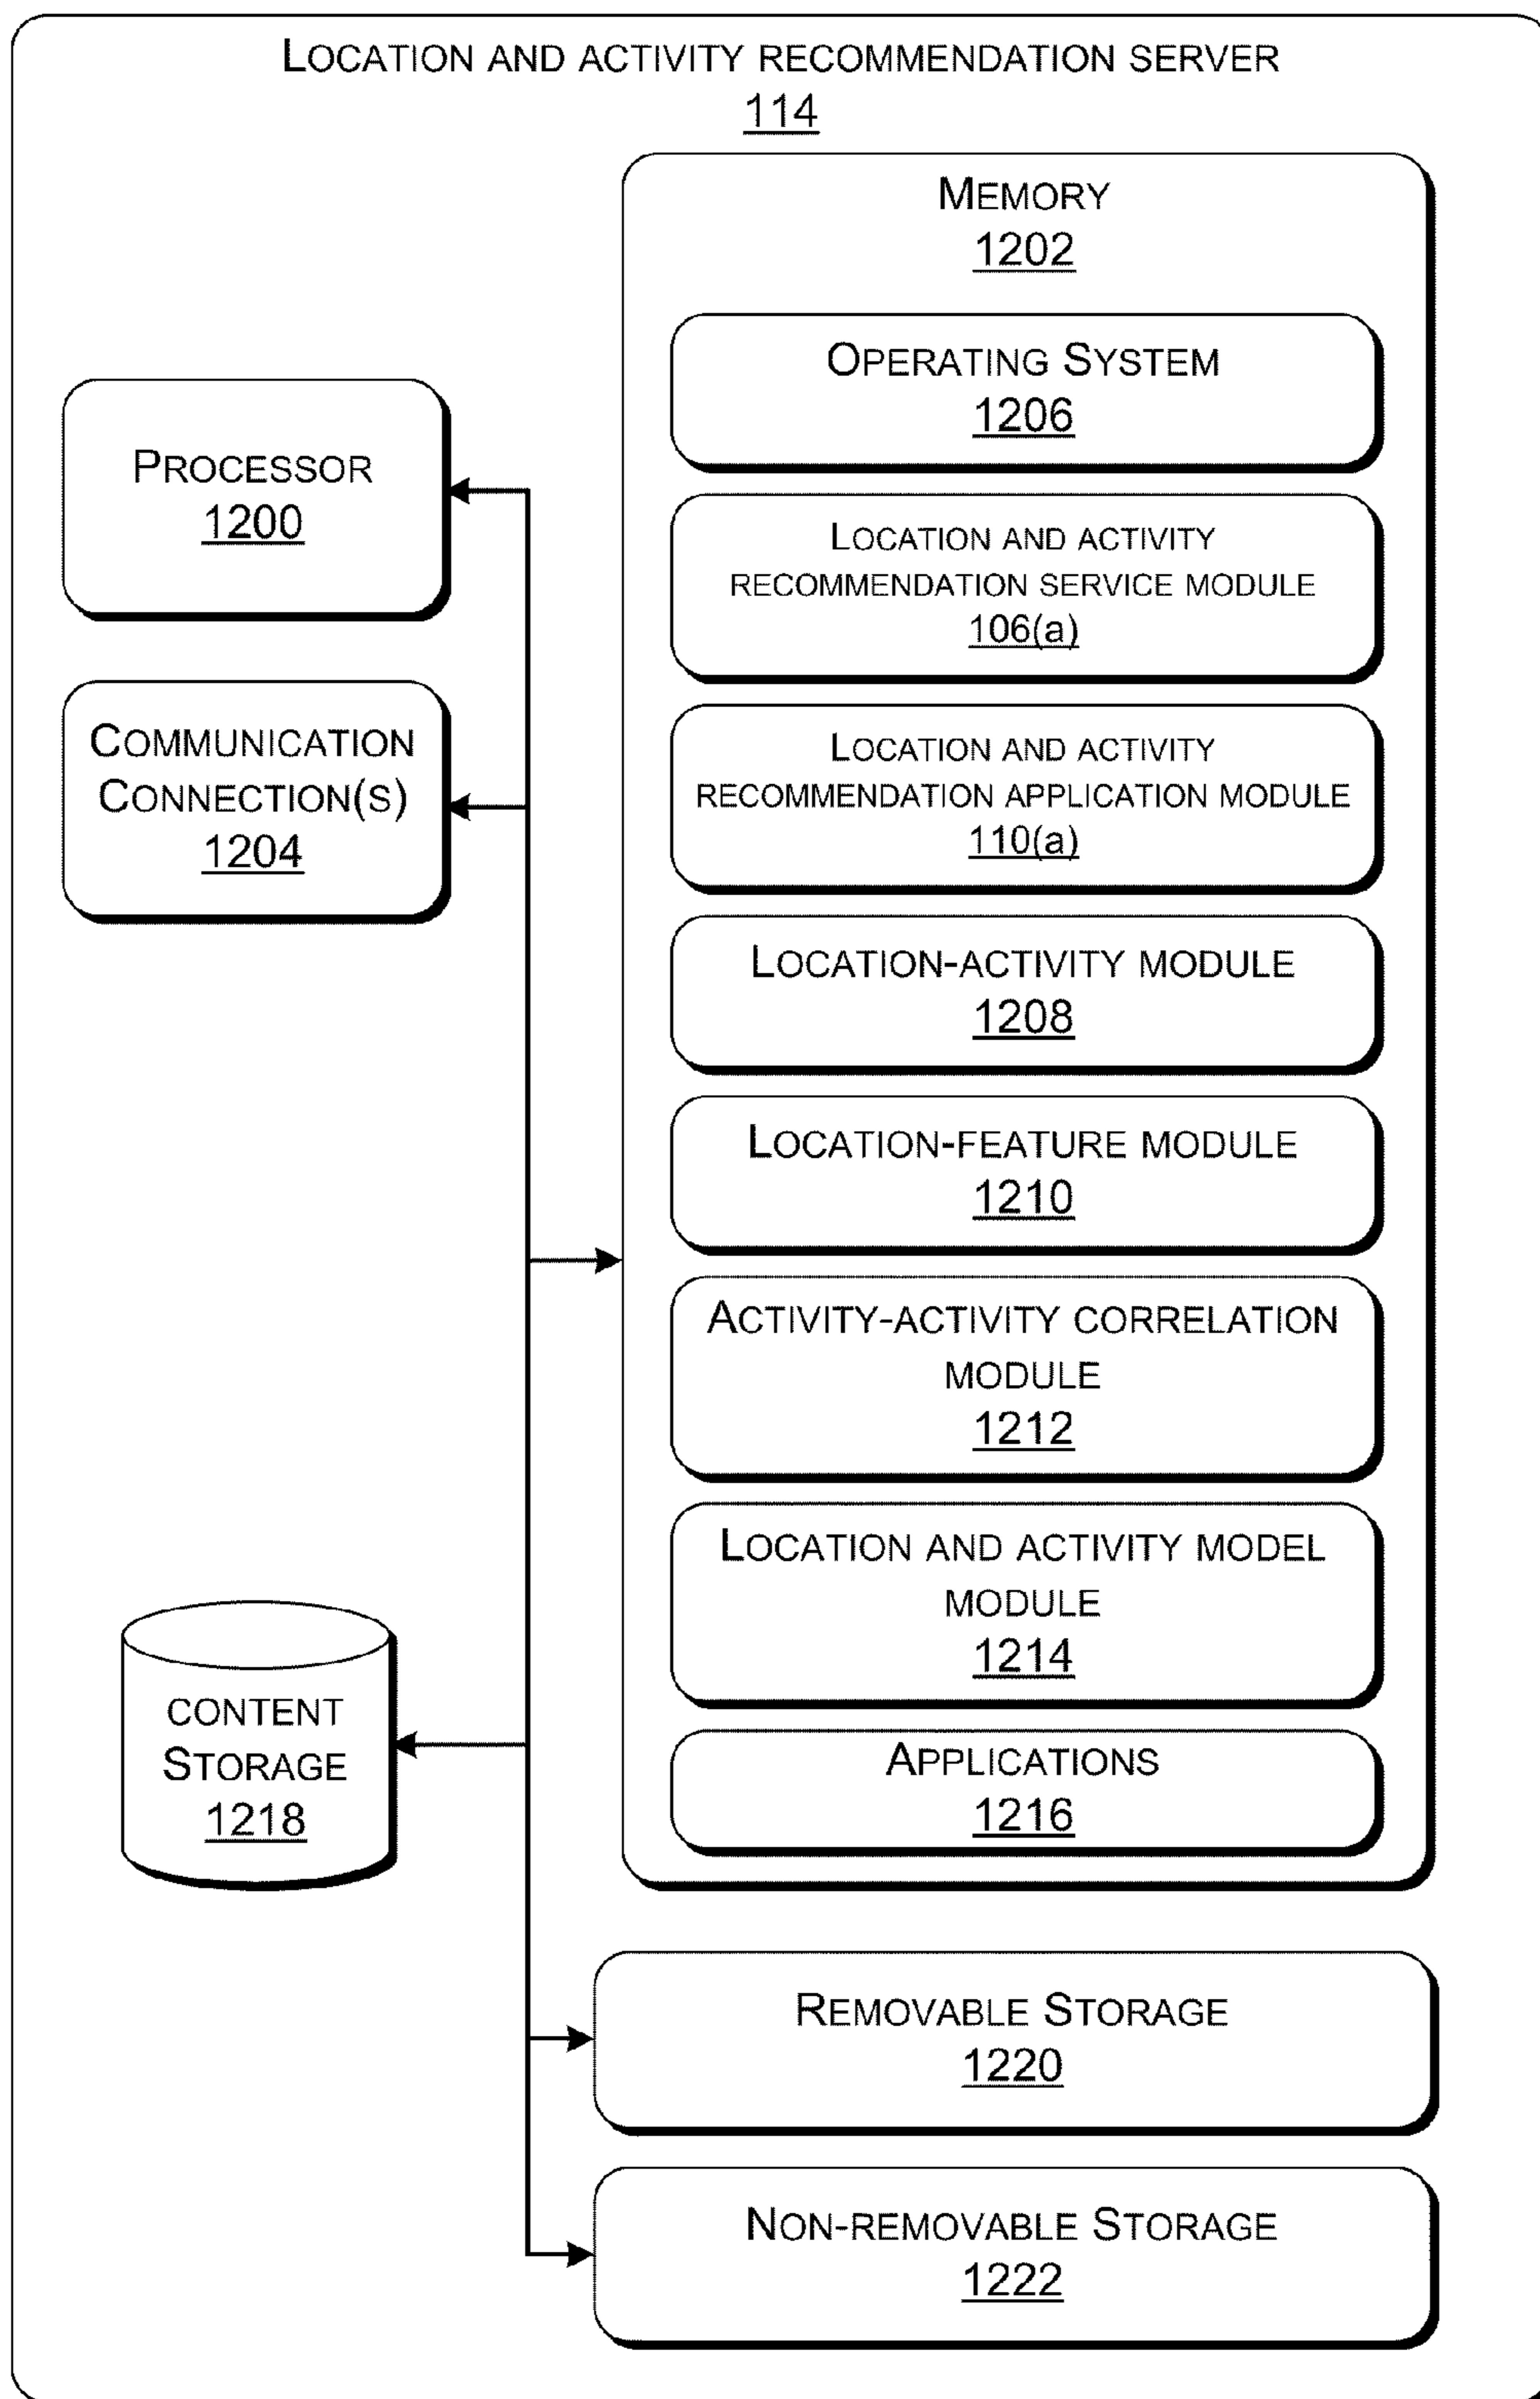 LOCATION AND ACTIVITY RECOMMENDATION SERVER
114
MEMORY
1202
OPERATING SYSTEM
1206
PROCESSOR
1200
LOCATION AND ACTIVITY
RECOMMENDATION SERVICE MODULE
106(a)
COMMUNICATION
CONNECTION(S)
1204
LOCATION AND ACTIVITY
RECOMMENDATION APPLICATION MODULE
110(a)
LOCATION-ACTIVITY MODULE
1208
LOCATION-FEATURE MODULE
1210
ACTIVITY-ACTIVITY CORRELATION
MODULE
1212
LOCATION AND ACTIVITY MODEL
MODULE
1214
CONTENT
STORAGE
1218
APPLICATIONS
1216
REMOVABLE STORAGE
1220
NON-REMOVABLE STORAGE
1222